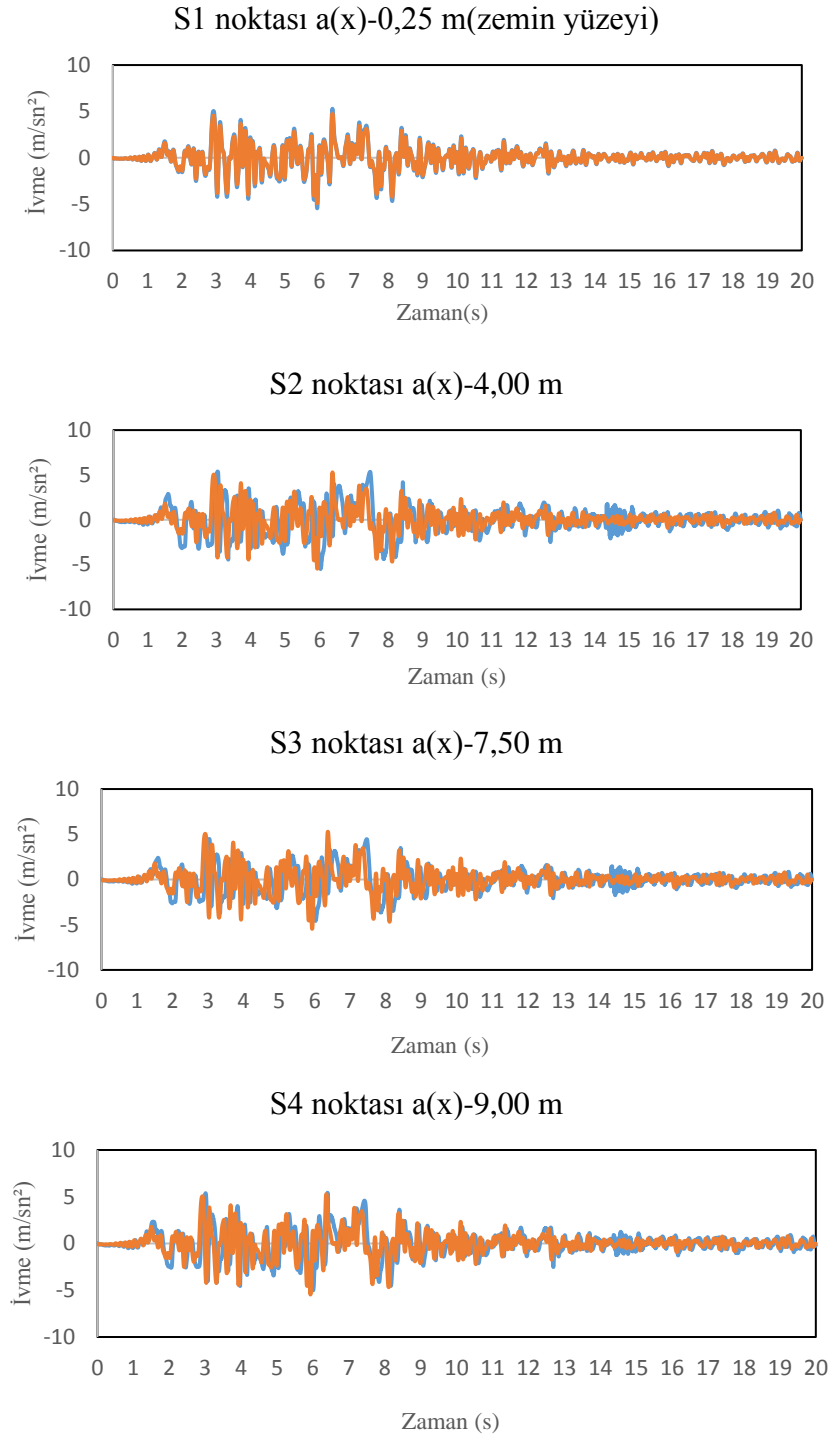 S1 noktası a(x)-0,25 m(zemin yüzeyi)
10
5
0
-5
-10
İvme (m/sn²)
0 1 2 3 4 5 6 7 8 9 10 11 12 13 14 15 16 17 18 19 20
Zaman(s)
S2 noktası a(x)-4,00 m
10
5
0
-5
-10
İvme (m/sn²)
0 1 2 3 4 5 6 7 8 9 10 11 12 13 14 15 16 17 18 19 20
Zaman (s)
S3 noktası a(x)-7,50 m
10
5
0
-5
-10
İvme (m/sn²)
0 1 2 3 4 5 6 7 8 9 10 11 12 13 14 15 16 17 18 19 20
Zaman (s)
S4 noktası a(x)-9,00 m
10
5
0
-5
-10
İvme (m/sn²)
0 1 2 3 4 5 6 7 8 9 10 11 12 13 14 15 16 17 18 19 20
Zaman (s)